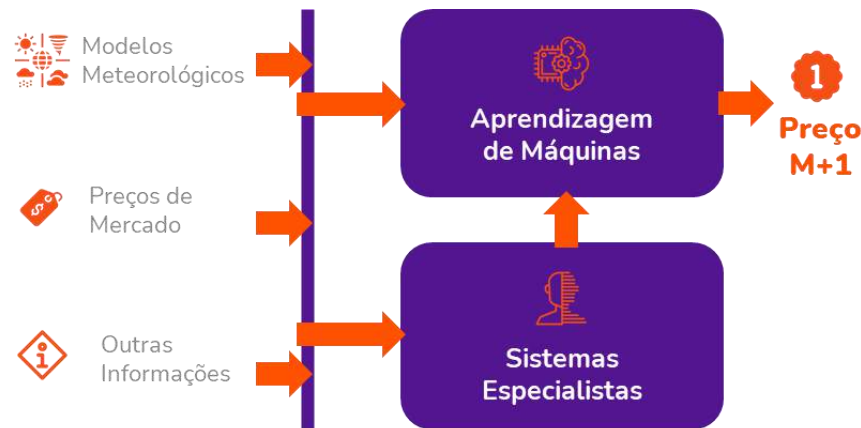 Modelos
Meteorológicos
Preços de
Mercado
Outras
Informações
Aprendizagem
de Máquinas
Sistemas
Especialistas
1
Preço
M+1